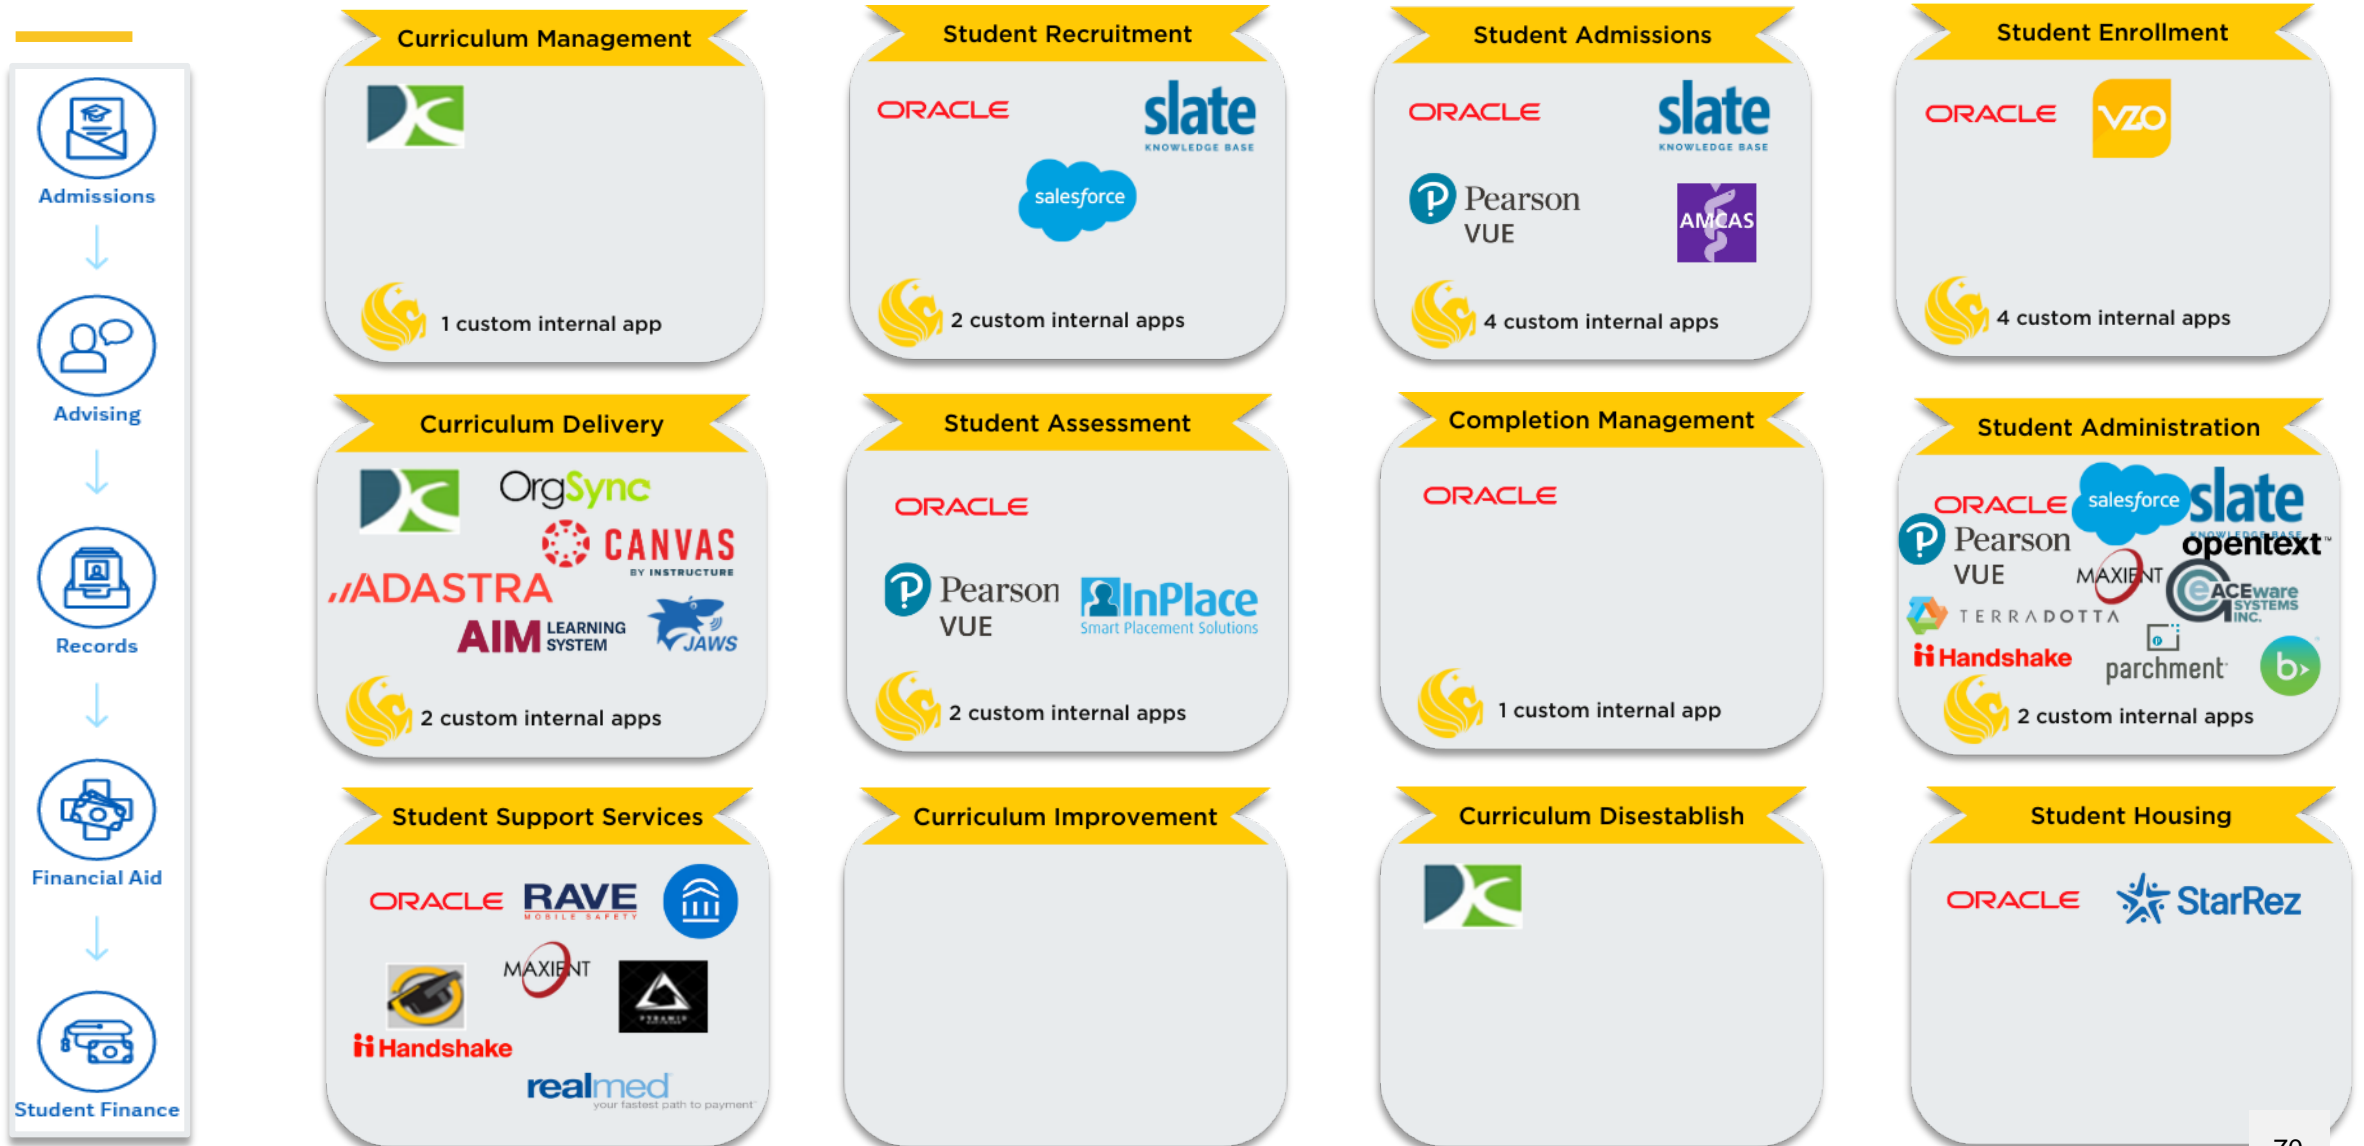 Admissions
Advising
Records
Financial Aid
Student Finance
Curriculum Management
1 custom internal app
Student Recruitment
ORACLE
slate
KNOWLEDGE BASE
salesforce
2 custom internal apps
Student Admissions
ORACLE
slate
KNOWLEDGE BASE
Pearson
VUE
AMCAS
4 custom internal apps
Student Enrollment
ORACLE
VZO
4 custom internal apps
Curriculum Delivery
OrgSync
CANVAS
BY INSTRUCTURE
ADASTRA
AIM LEARNING
SYSTEM
JAWS
2 custom internal apps
Student Assessment
ORACLE
Pearson
VUE
InPlace
Smart Placement Solutions
2 custom internal apps
Completion Management
ORACLE
1 custom internal app
Student Administration
ORACLE
salesforce
slate
KNOWLEDGE BASE
Pearson
VUE
opentext™
MAXIENT
ACEware
SYSTEMS
INC.
TERRADOTTA
Handshake
parchment
b
2 custom internal apps
Student Support Services
ORACLE
RAVE
MOBILE SAFETY
MAXIENT
PYRAMID
Handshake
realmed
your fastest path to payment
Curriculum Improvement
Curriculum Disestablish
Student Housing
ORACLE
StarRez